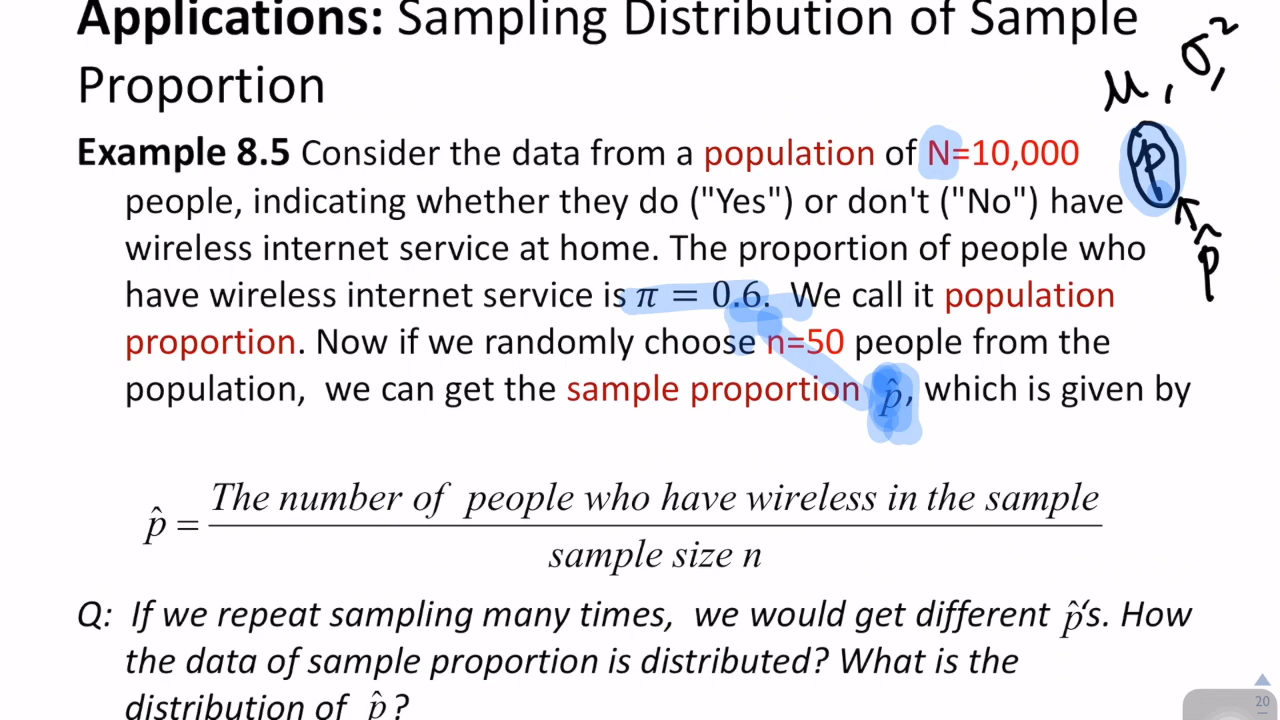 Applications: Sampling Distribution of Sample
Proportion
μ, σ²,
p
p̂
Example 8.5 Consider the data from a population of N=10,000
people, indicating whether they do ("Yes") or don't ("No") have
wireless internet service at home. The proportion of people who
have wireless internet service is π = 0.6. We call it population
proportion. Now if we randomly choose n=50 people from the
population, we can get the sample proportion p̂, which is given by
p̂ = The number of people who have wireless in the sample
sample size n
Q: If we repeat sampling many times, we would get different p̂‘s. How
the data of sample proportion is distributed? What is the
distribution of p̂?
20